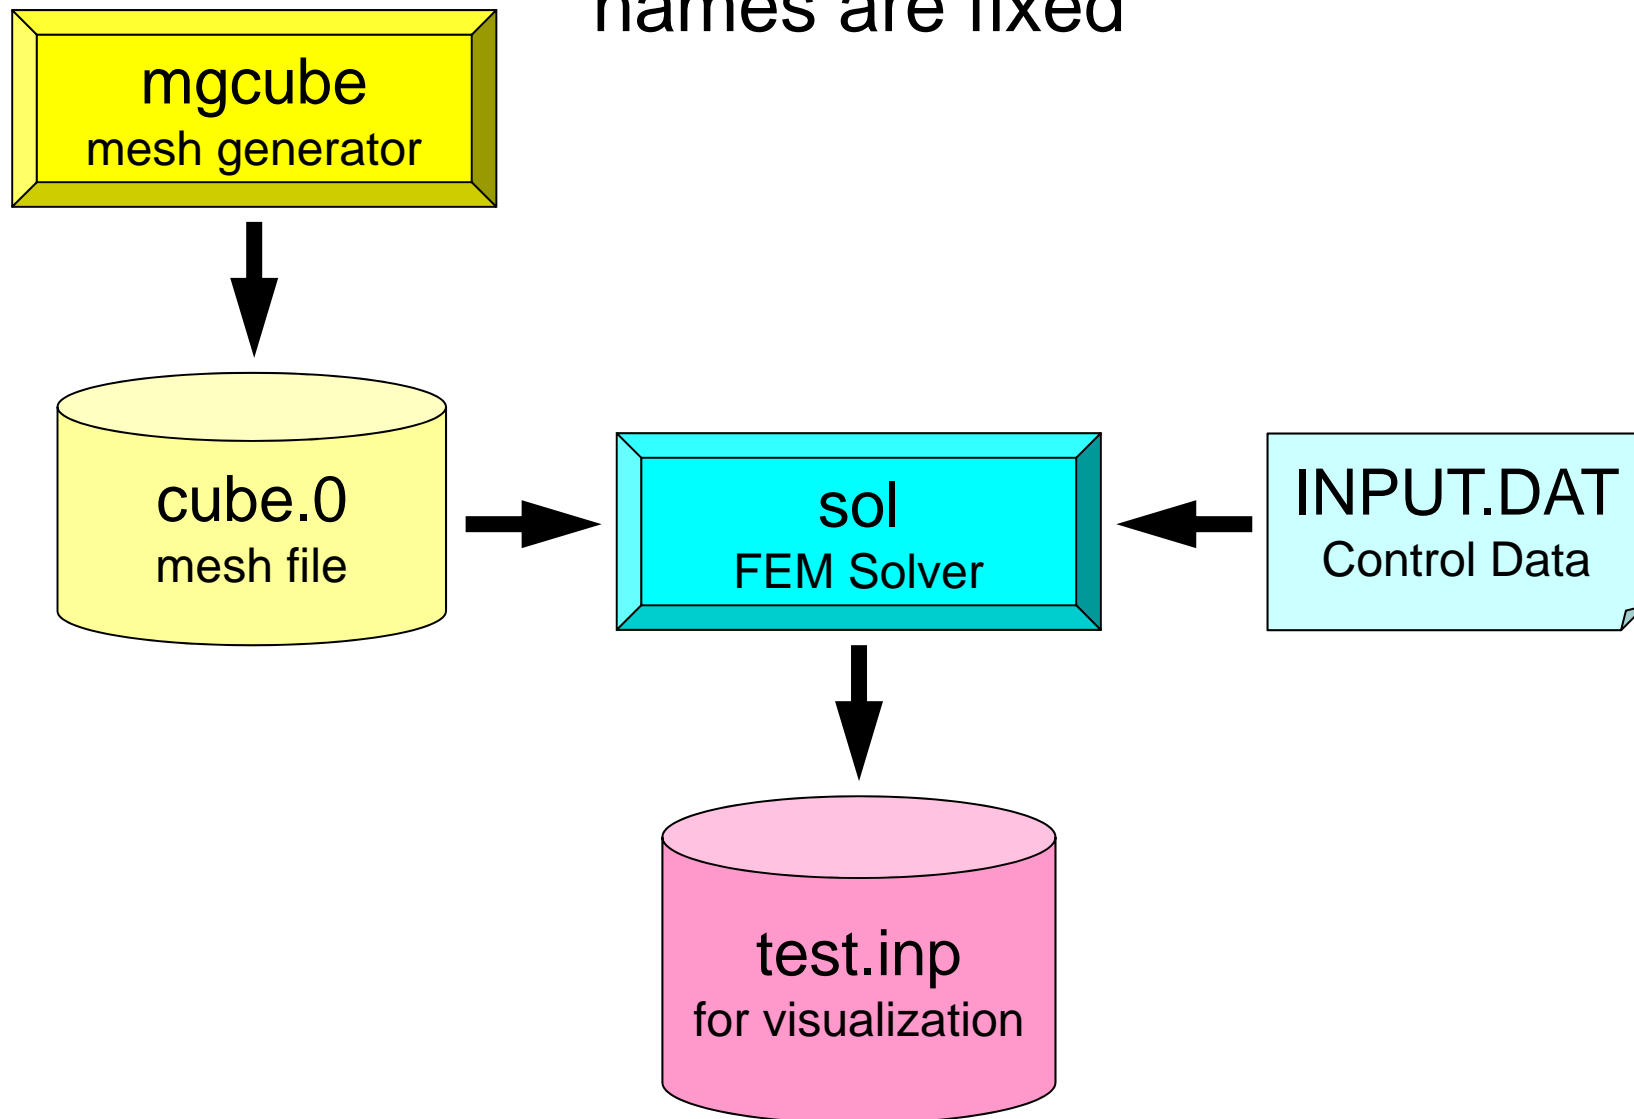 names are fixed
mgcube
mesh generator
cube.0
mesh file
sol
FEM Solver
INPUT.DAT
Control Data
test.inp
for visualization